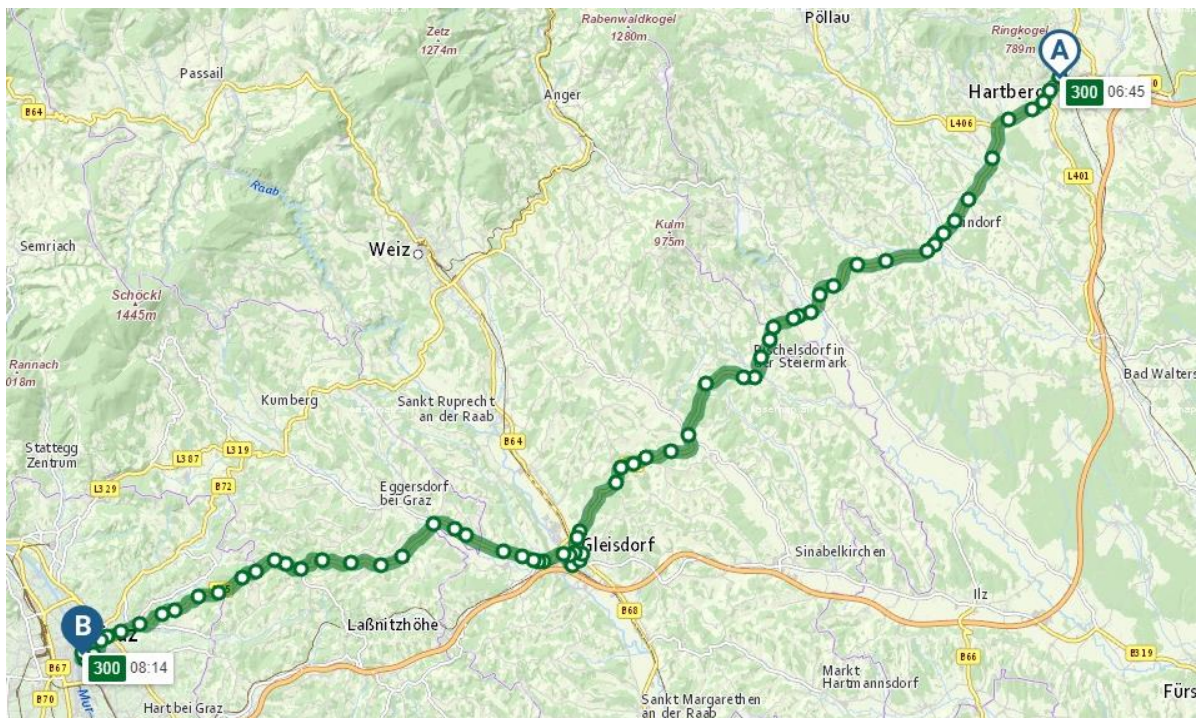 Zetz
1274m
Rabenwaldkogel
1280m
Pöllau
Ringkogel
789m
A
Passail
Anger
Hartberg
300 06:45
B64
L406
L401
Raab
Semriach
Weiz
Kulm
975m
Schöckl
1445m
Rannach
018m
Kumberg
Sankt Ruprecht
an der Raab
Bad Walters
Stattegg
Zentrum
L387
L319
B64
L329
B72
Eggersdorf
bei Graz
Gleisdorf
Sinabelkirchen
Ilz
B
Laßnitzhöhe
B68
B66
B319
B67
300 08:14
B70
Mur
Hart bei Graz
Markt
Hartmannsdorf
Fürs
Sankt Margarethen
an der Raab